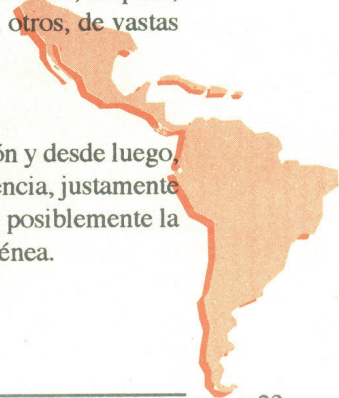 otros, de vastas
ón y desde luego,
encia, justamente
posiblemente la
énea.